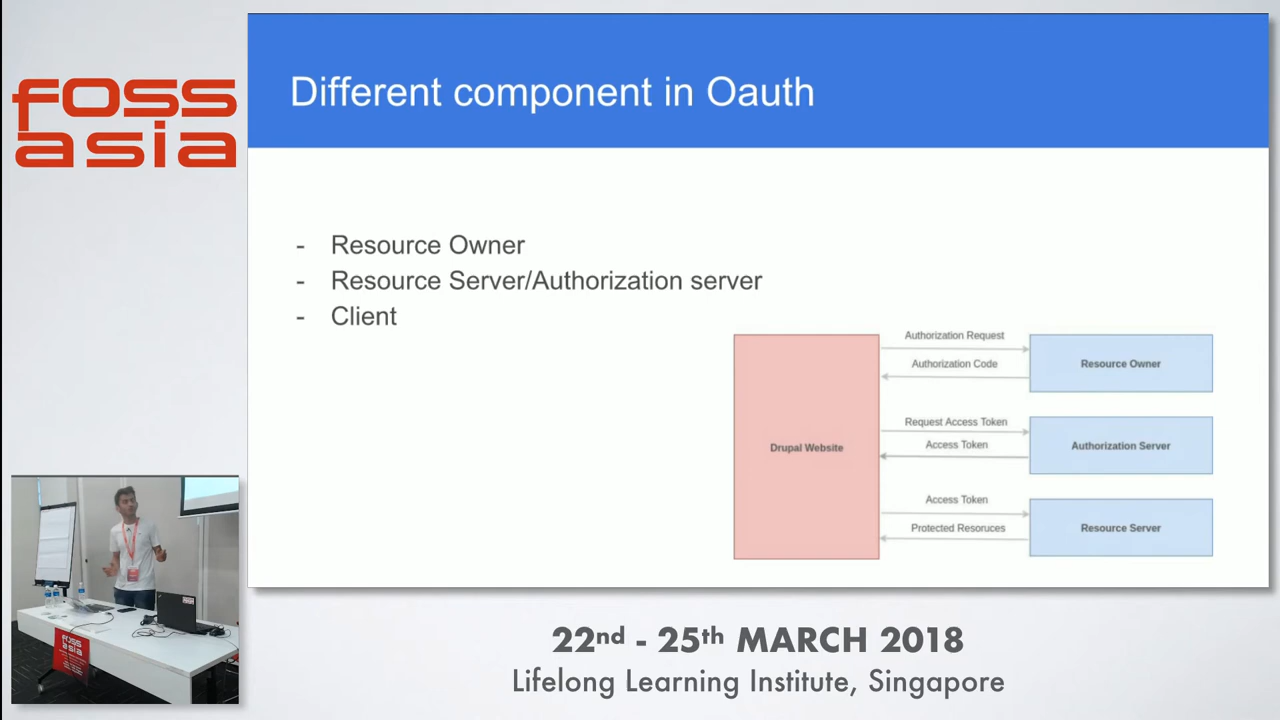 foss
asia
Different component in Oauth
- Resource Owner
- Resource Server/Authorization server
- Client
Authorization Request
Authorization Code
Resource Owner
Request Access Token
Access Token
Authorization Server
Drupal Website
Access Token
Protected Resoruces
Resource Server
foss
asia
22nd - 25th MARCH 2018
Lifelong Learning Institute, Singapore